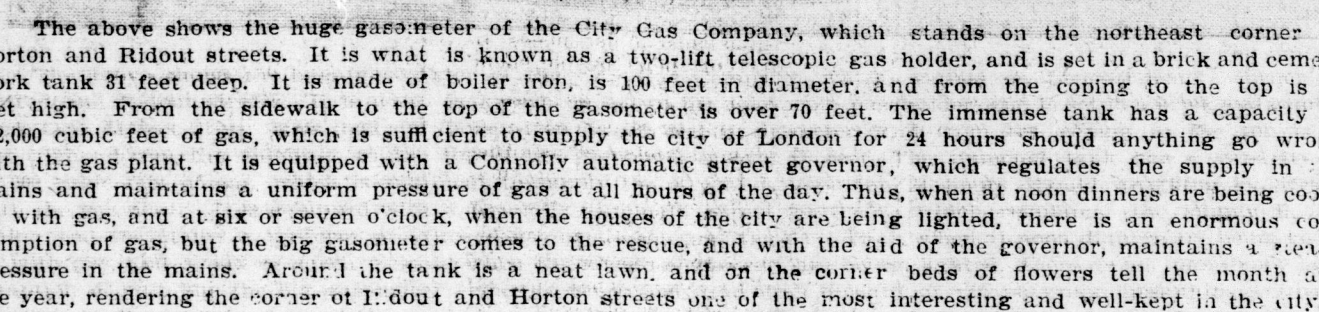 The above shows the huge gasometer of the City Gas Company, which stands on the northeast corner
orton and Ridout streets. It is wnat is known as a two-lift telescopic gas holder, and is set in a brick and ceme
ork tank 31 feet deep. It is made of boiler iron, is 100 feet in diameter, and from the coping to the top is
et high. From the sidewalk to the top of the gasometer is over 70 feet. The immense tank has a capacity
2,000 cubic feet of gas, which is sufficient to supply the city of London for 24 hours should anything go wro
ith the gas plant. It is equipped with a Connolly automatic street governor, which regulates the supply in
ains and maintains a uniform pressure of gas at all hours of the day. Thus, when at noon dinners are being coo
with gas, and at six or seven o'clock, when the houses of the city are being lighted, there is an enormous co
mption of gas, but the big gasometer comes to the rescue, and with the aid of the governor, maintains a
essure in the mains. Around the tank is a neat lawn, and on the corner beds of flowers tell the month a
e year, rendering the corner of Ridout and Horton streets one of the most interesting and well-kept in the city